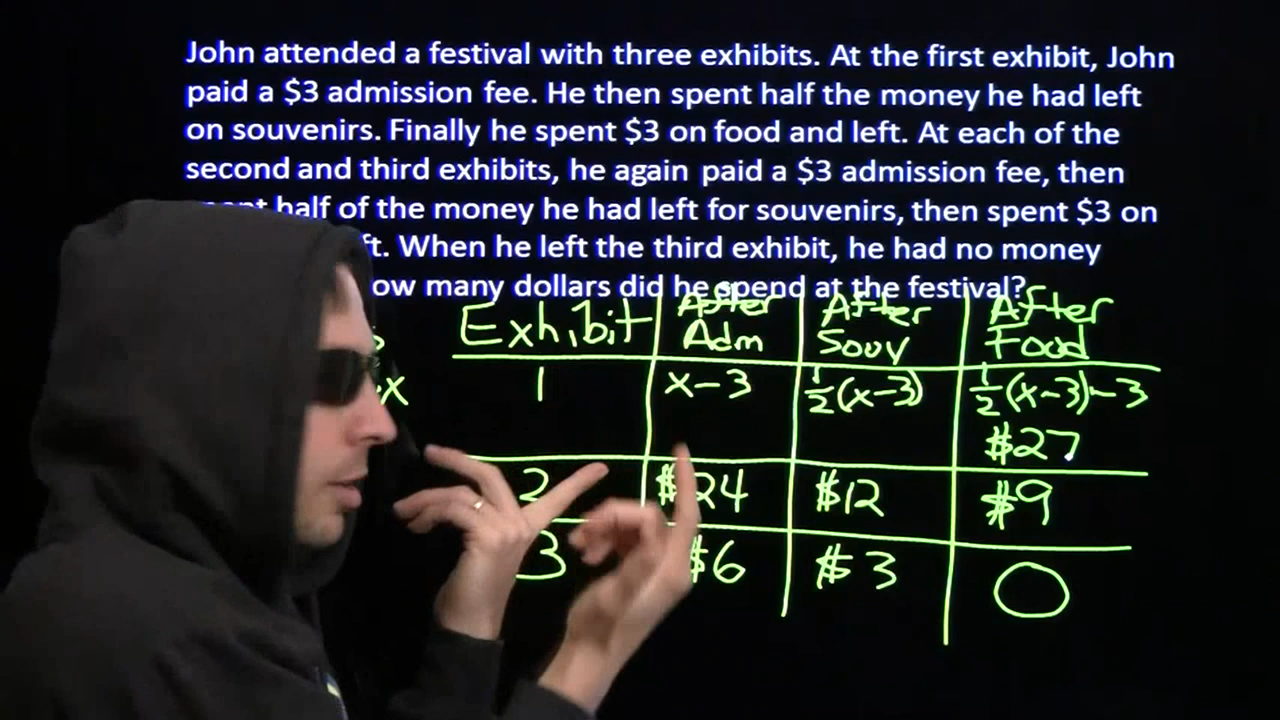 John attended a festival with three exhibits. At the first exhibit, John
paid a $3 admission fee. He then spent half the money he had left
on souvenirs. Finally he spent $3 on food and left. At each of the
second and third exhibits, he again paid a $3 admission fee, then
half of the money he had left for souvenirs, then spent $3 on
When he left the third exhibit, he had no money
many dollars did he spend at the festival?
Exhibit After Adm After Souv After Food
x 1 x-3 ½(x-3) ½(x-3)-3
$27
2 $24 $12 $9
3 $6 $3 0